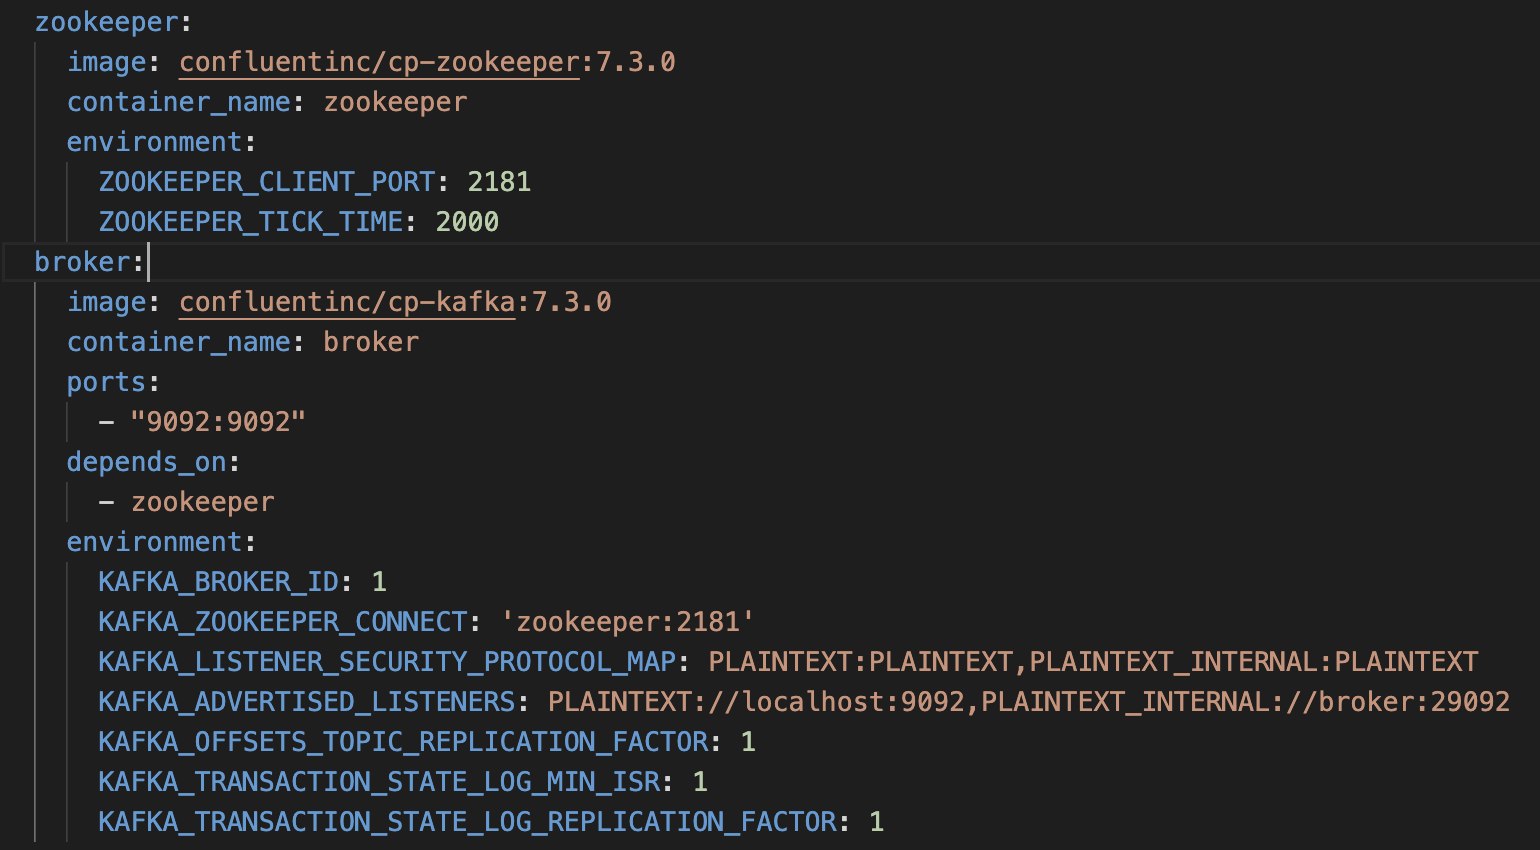 zookeeper:
image: confluentinc/cp-zookeeper:7.3.0
container_name: zookeeper
environment:
ZOOKEEPER_CLIENT_PORT: 2181
ZOOKEEPER_TICK_TIME: 2000
broker:
image: confluentinc/cp-kafka:7.3.0
container_name: broker
ports:
- "9092:9092"
depends_on:
- zookeeper
environment:
KAFKA_BROKER_ID: 1
KAFKA_ZOOKEEPER_CONNECT: 'zookeeper:2181'
KAFKA_LISTENER_SECURITY_PROTOCOL_MAP: PLAINTEXT:PLAINTEXT,PLAINTEXT_INTERNAL:PLAINTEXT
KAFKA_ADVERTISED_LISTENERS: PLAINTEXT://localhost:9092,PLAINTEXT_INTERNAL://broker:29092
KAFKA_OFFSETS_TOPIC_REPLICATION_FACTOR: 1
KAFKA_TRANSACTION_STATE_LOG_MIN_ISR: 1
KAFKA_TRANSACTION_STATE_LOG_REPLICATION_FACTOR: 1